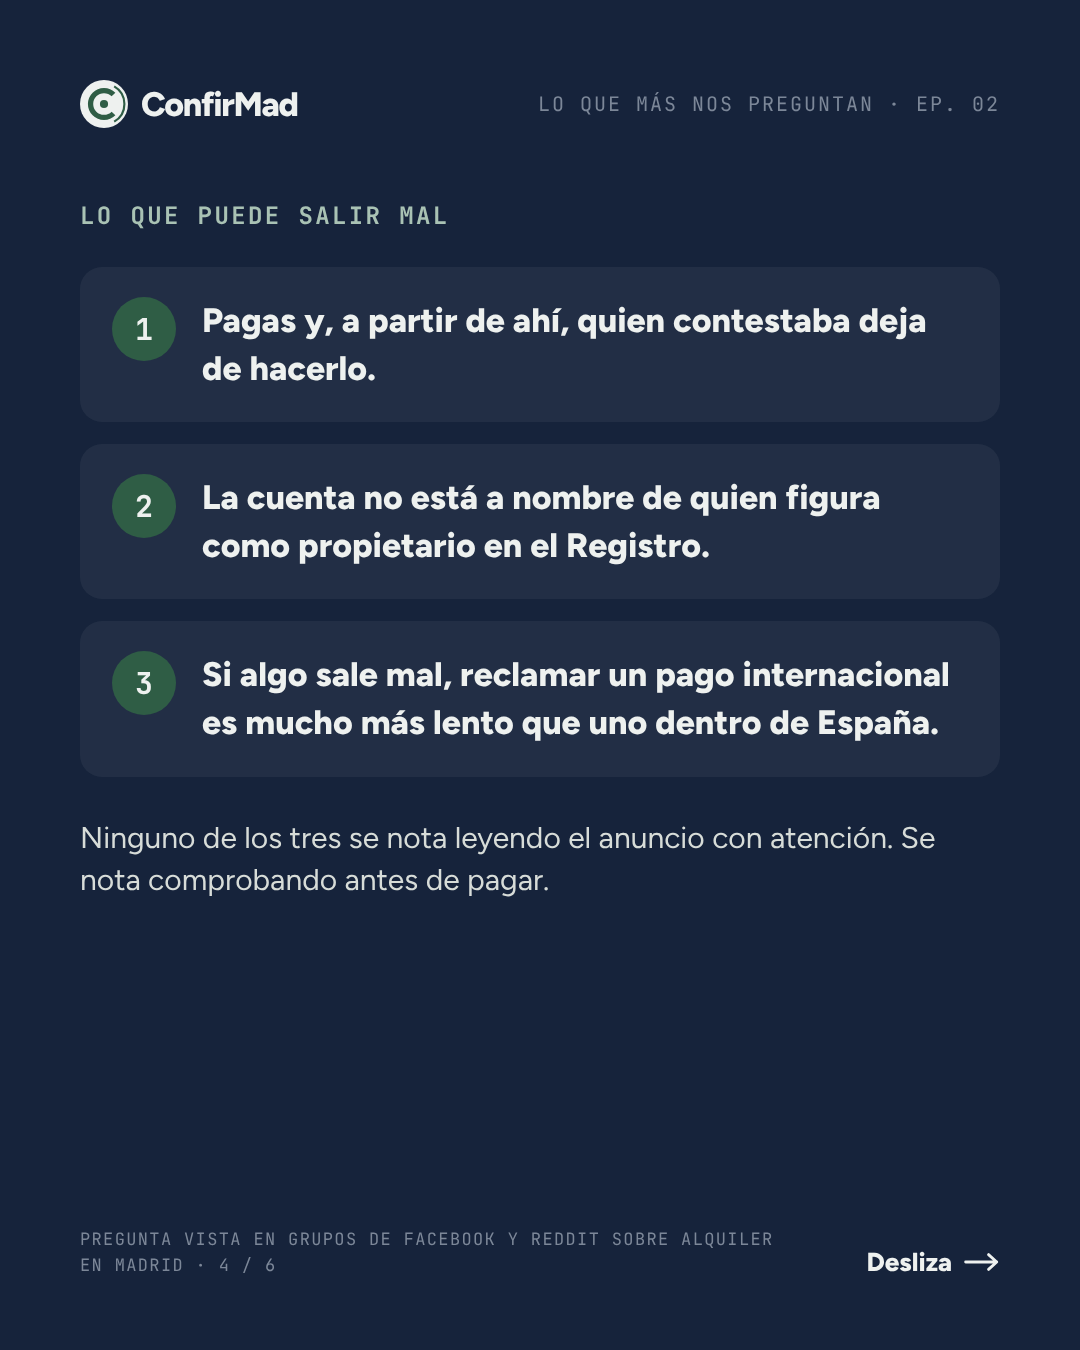 ConfirMad
LO QUE MÁS NOS PREGUNTAN · EP. 02
LO QUE PUEDE SALIR MAL
1
Pagas y, a partir de ahí, quien contestaba deja
de hacerlo.
2
La cuenta no está a nombre de quien figura
como propietario en el Registro.
3
Si algo sale mal, reclamar un pago internacional
es mucho más lento que uno dentro de España.
Ninguno de los tres se nota leyendo el anuncio con atención. Se
nota comprobando antes de pagar.
PREGUNTA VISTA EN GRUPOS DE FACEBOOK Y REDDIT SOBRE ALQUILER
EN MADRID · 4 / 6
Desliza →